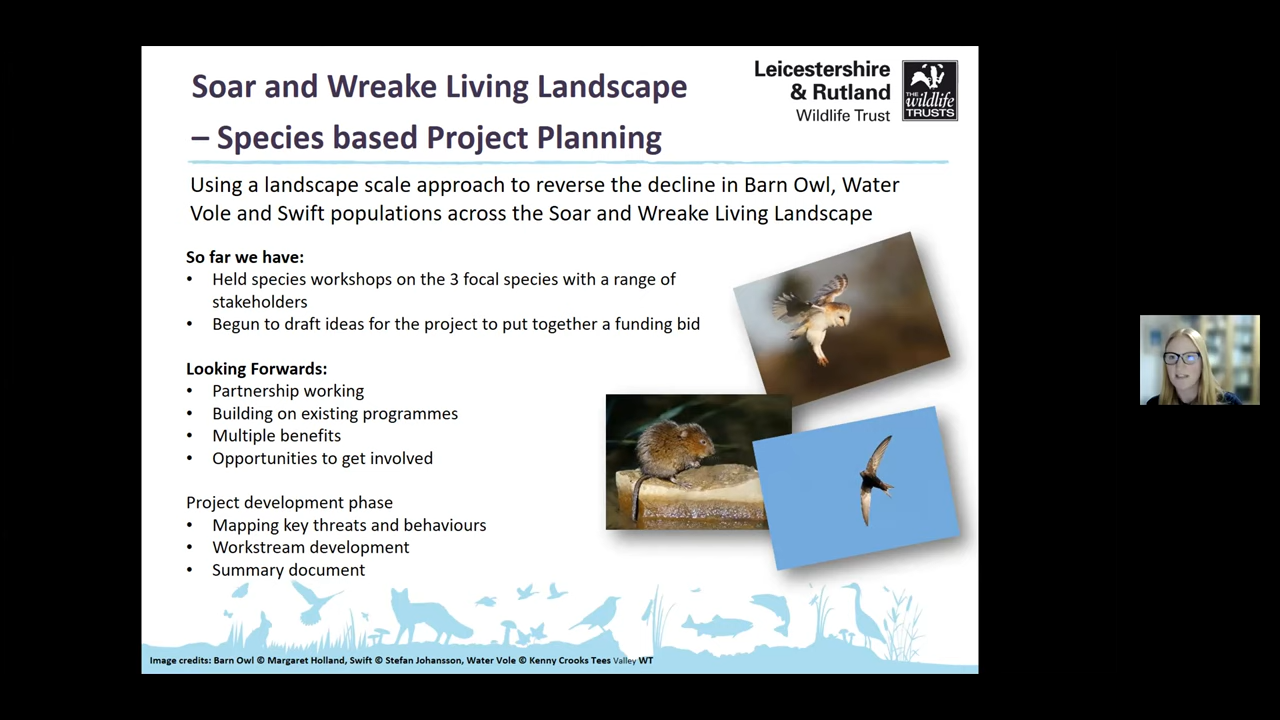 Soar and Wreake Living Landscape
– Species based Project Planning
Leicestershire
& Rutland
Wildlife Trust
THE
wildlife
TRUSTS
Using a landscape scale approach to reverse the decline in Barn Owl, Water
Vole and Swift populations across the Soar and Wreake Living Landscape
So far we have:
• Held species workshops on the 3 focal species with a range of
stakeholders
• Begun to draft ideas for the project to put together a funding bid
Looking Forwards:
• Partnership working
• Building on existing programmes
• Multiple benefits
• Opportunities to get involved
Project development phase
• Mapping key threats and behaviours
• Workstream development
• Summary document
Image credits: Barn Owl © Margaret Holland, Swift © Stefan Johansson, Water Vole © Kenny Crooks Tees Valley WT